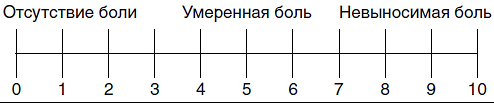 Отсутствие боли Умеренная боль Невыносимая боль
0 1 2 3 4 5 6 7 8 9 10